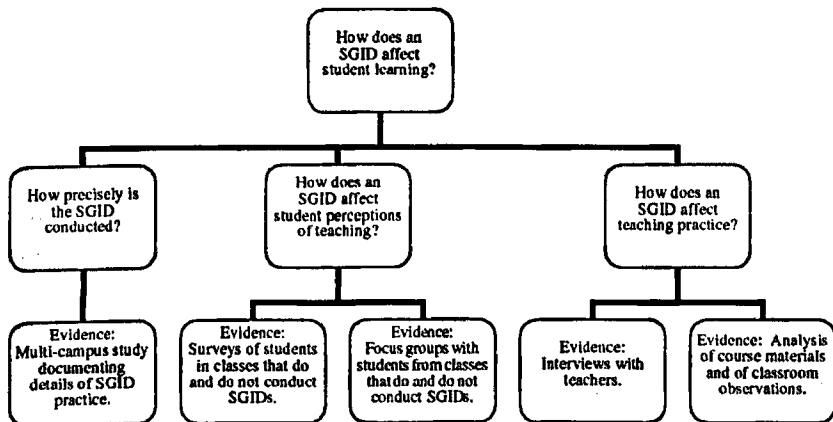 How does an
SGID affect
student learning?
How precisely is
the SGID
conducted?
How does an
SGID affect
student perceptions
of teaching?
How does an
SGID affect
teaching practice?
Evidence:
Multi-campus study
documenting
details of SGID
practice.
Evidence:
Surveys of students
in classes that do
and do not conduct
SGIDs.
Evidence:
Focus groups with
students from classes
that do and do not
conduct SGIDs.
Evidence:
Interviews with
teachers.
Evidence: Analysis
of course materials
and of classroom
observations.